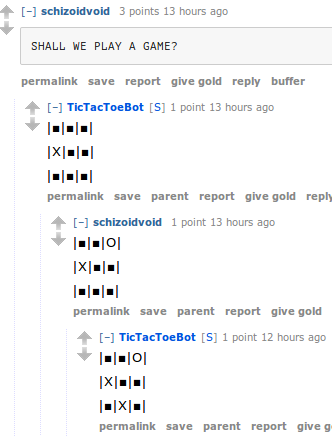 [–] schizoidvoid 3 points 13 hours ago
SHALL WE PLAY A GAME?
permalink save report give gold reply buffer
[–] TicTacToeBot [S] 1 point 13 hours ago
|■|■|■|
|X|■|■|
|■|■|■|
permalink save parent report give gold reply
[–] schizoidvoid 1 point 13 hours ago
|■|■|O|
|X|■|■|
|■|■|■|
permalink save parent report give gold
[–] TicTacToeBot [S] 1 point 12 hours ago
|■|■|O|
|X|■|■|
|■|X|■|
permalink save parent report give g